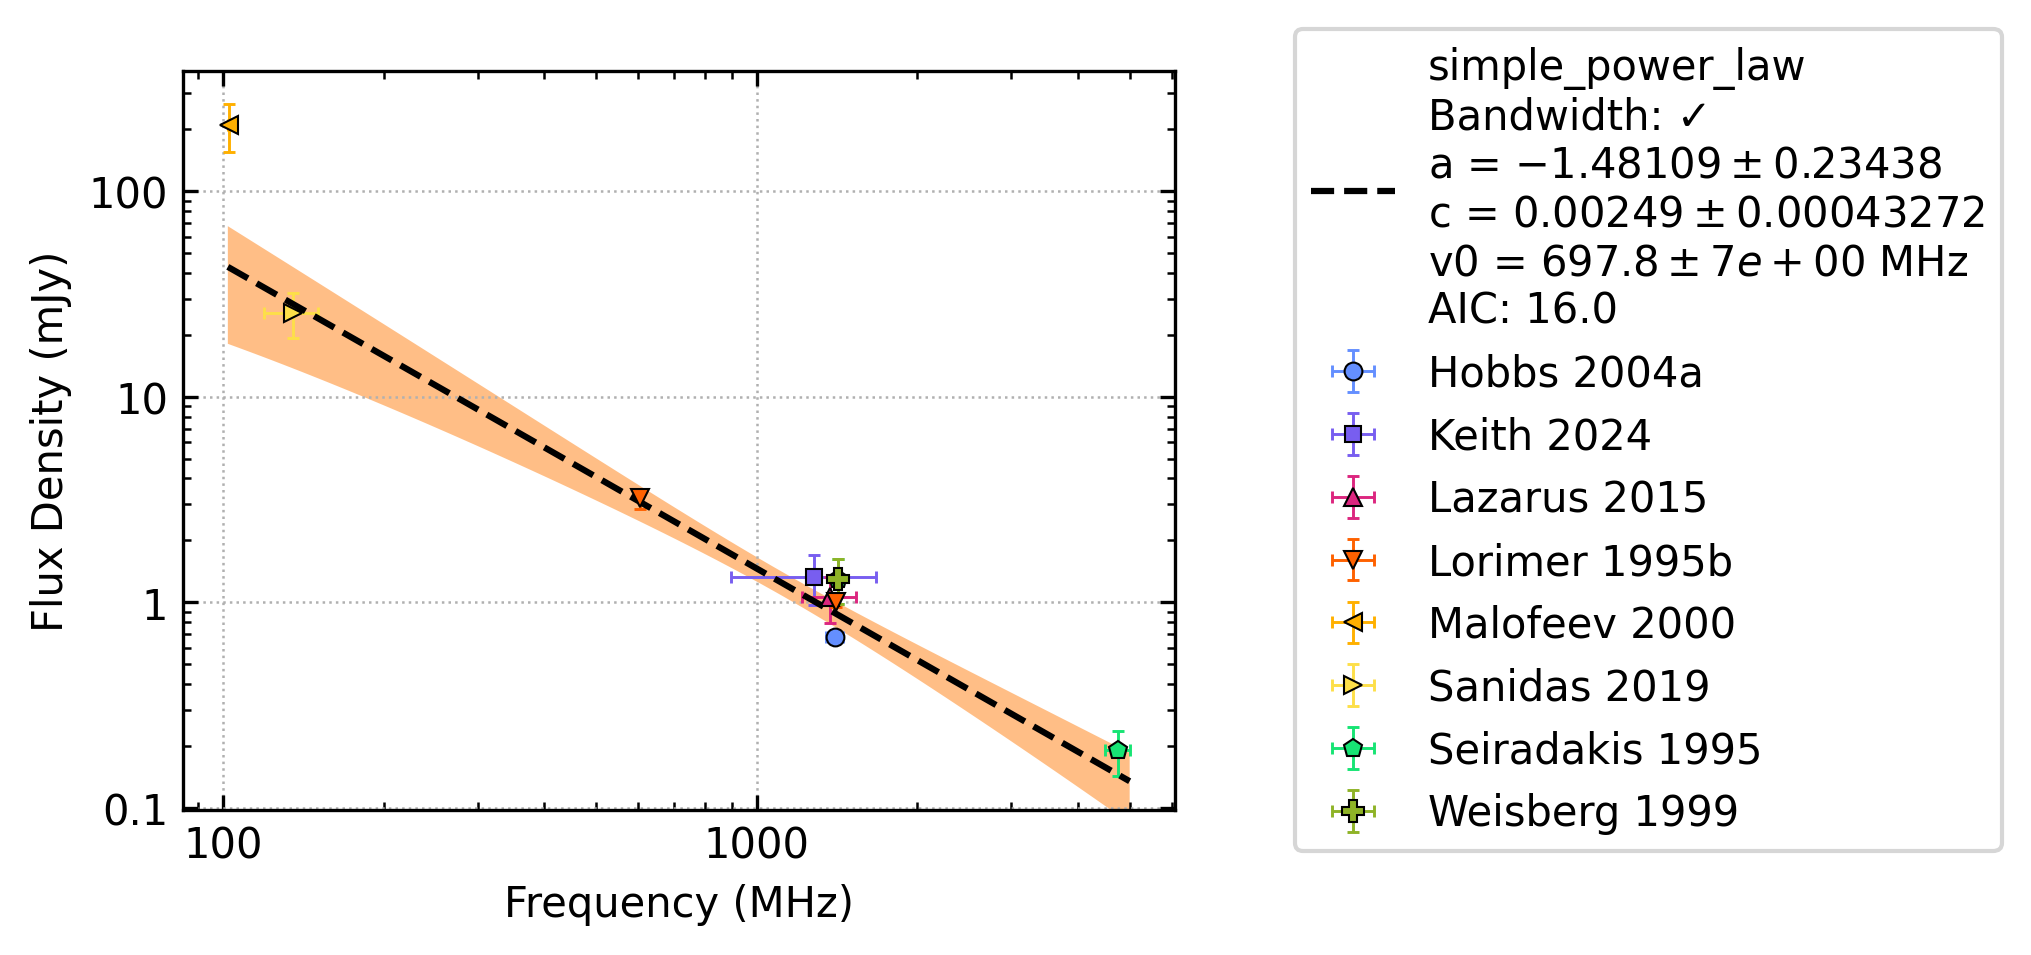 100
10
1
0.1
100
1000
Flux Density (mJy)
Frequency (MHz)
simple_power_law
Bandwidth: ✓
a = −1.48109 ± 0.23438
c = 0.00249 ± 0.00043272
v0 = 697.8 ± 7e + 00 MHz
AIC: 16.0
Hobbs 2004a
Keith 2024
Lazarus 2015
Lorimer 1995b
Malofeev 2000
Sanidas 2019
Seiradakis 1995
Weisberg 1999